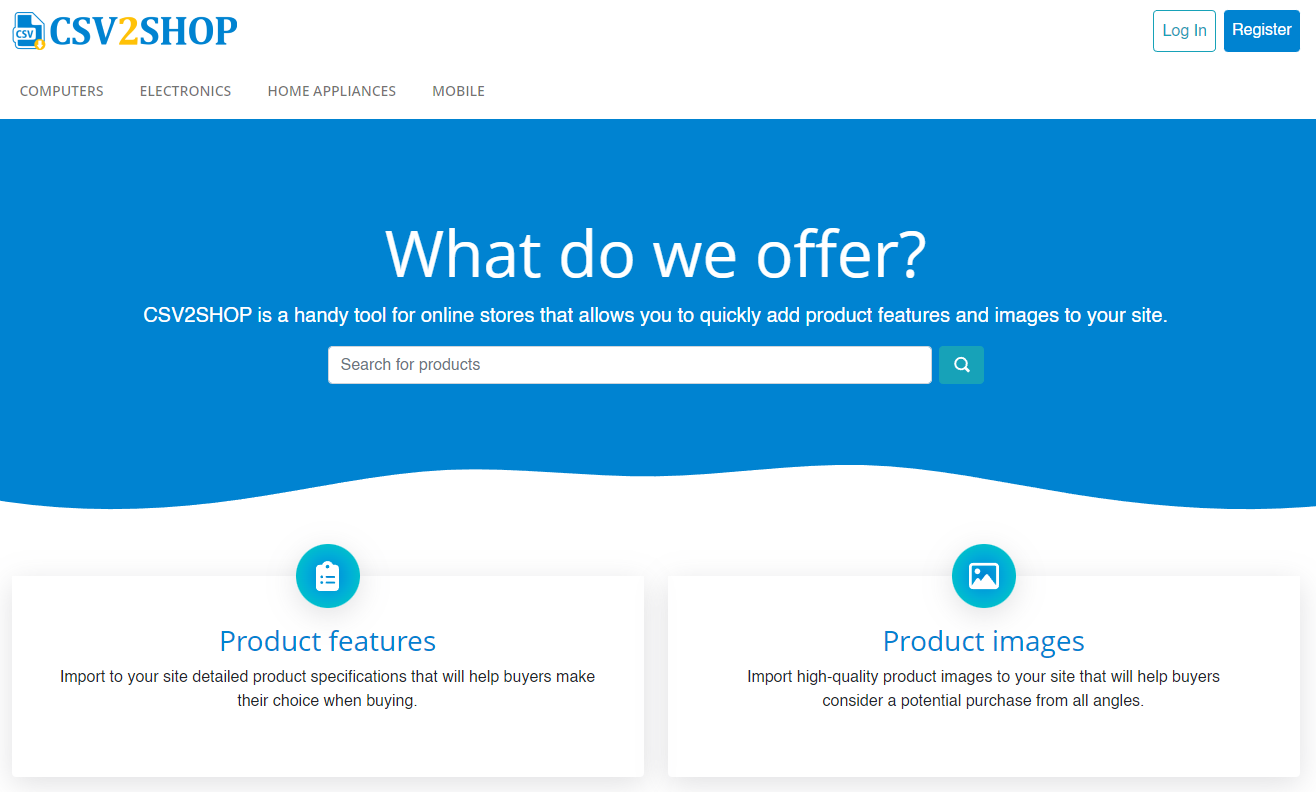 CSV CSV2SHOP
Log In
Register
COMPUTERS ELECTRONICS HOME APPLIANCES MOBILE
What do we offer?
CSV2SHOP is a handy tool for online stores that allows you to quickly add product features and images to your site.
Search for products
Product features
Import to your site detailed product specifications that will help buyers make
their choice when buying.
Product images
Import high-quality product images to your site that will help buyers
consider a potential purchase from all angles.